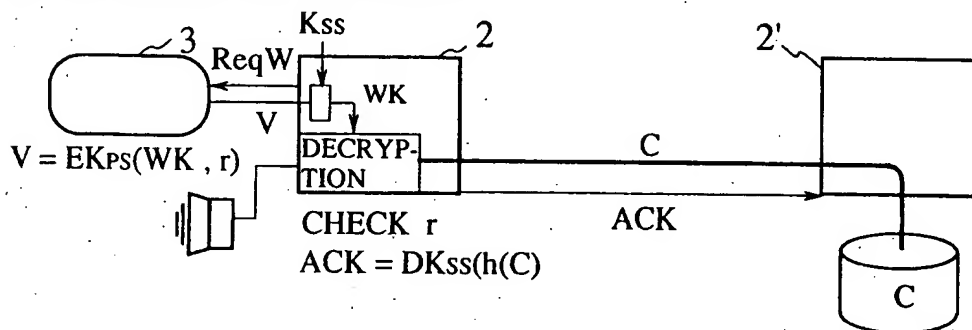 Kss
3
ReqW
2
2'
WK
V
V = EKPS(WK , r)
DECRYP-
TION
C
CHECK r
ACK
ACK = DKss(h(C)
C